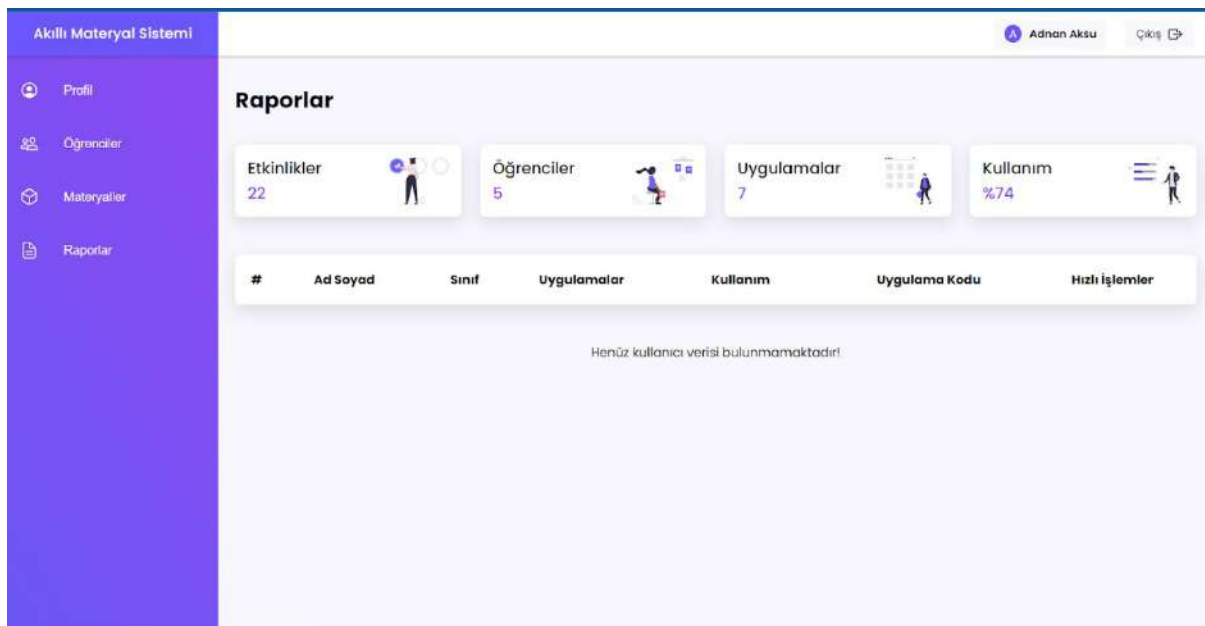 Akıllı Materyal Sistemi
A Adnan Aksu Çıkış
Profil
Öğrenciler
Materyaller
Raporlar
Raporlar
Etkinlikler
22
Öğrenciler
5
Uygulamalar
7
Kullanım
%74
# Ad Soyad Sınıf Uygulamalar Kullanım Uygulama Kodu Hızlı İşlemler
Henüz kullanıcı verisi bulunmamaktadır!